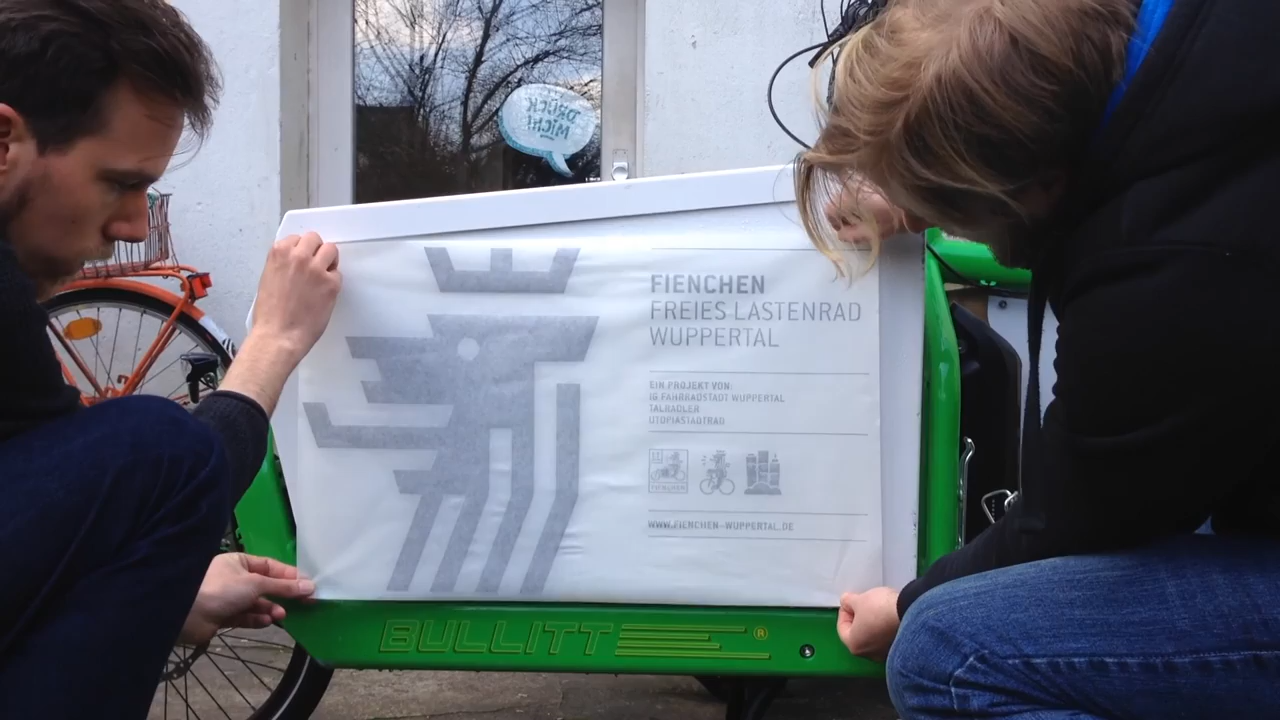 DRÜCK
MICH!
FIENCHEN
FREIES LASTENRAD
WUPPERTAL
EIN PROJEKT VON:
IG FAHRRADSTADT WUPPERTAL
TALRADLER
UTOPIASTADTRAD
FIENCHEN
WWW.FIENCHEN-WUPPERTAL.DE
BULLITT ®